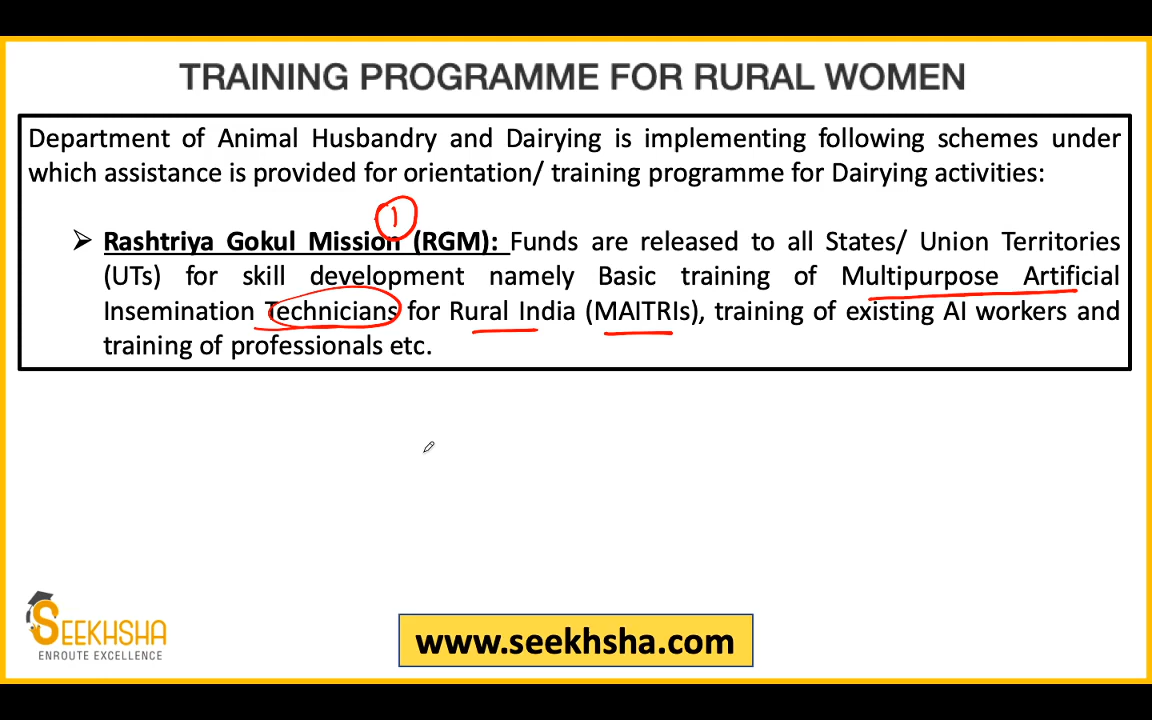 TRAINING PROGRAMME FOR RURAL WOMEN
Department of Animal Husbandry and Dairying is implementing following schemes under
which assistance is provided for orientation/ training programme for Dairying activities:
1
➢ Rashtriya Gokul Mission (RGM): Funds are released to all States/ Union Territories
(UTs) for skill development namely Basic training of Multipurpose Artificial
Insemination Technicians for Rural India (MAITRIs), training of existing AI workers and
training of professionals etc.
SEEKHSHA
ENROUTE EXCELLENCE
www.seekhsha.com